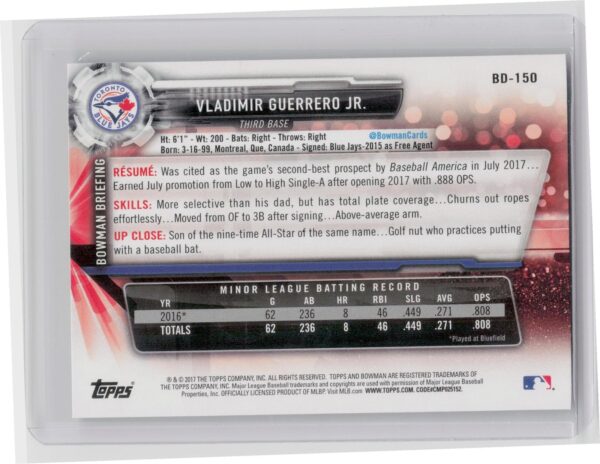 BD-150
TORONTO
BLUE JAYS
VLADIMIR GUERRERO JR.
THIRD BASE
Ht: 6'1" - Wt: 200 - Bats: Right - Throws: Right @BowmanCards
Born: 3-16-99, Montreal, Que, Canada - Signed: Blue Jays-2015 as Free Agent
BOWMAN BRIEFING
RÉSUMÉ: Was cited as the game's second-best prospect by Baseball America in July 2017...
Earned July promotion from Low to High Single-A after opening 2017 with .888 OPS.
SKILLS: More selective than his dad, but has total plate coverage...Churns out ropes
effortlessly...Moved from OF to 3B after signing...Above-average arm.
UP CLOSE: Son of the nine-time All-Star of the same name...Golf nut who practices putting
with a baseball bat.
MINOR LEAGUE BATTING RECORD
YR G AB HR RBI SLG AVG OPS
2016* 62 236 8 46 .449 .271 .808
TOTALS 62 236 8 46 .449 .271 .808
*Played at Bluefield
TOPPS
® & © 2017 THE TOPPS COMPANY, INC. ALL RIGHTS RESERVED. TOPPS AND BOWMAN ARE REGISTERED TRADEMARKS OF
THE TOPPS COMPANY, INC. Major League Baseball trademarks and copyrights are used with permission of Major League Baseball
Properties, Inc. OFFICIALLY LICENSED PRODUCT OF MLBP. Visit MLB.com WWW.TOPPS.COM. CODE#CMP025152.